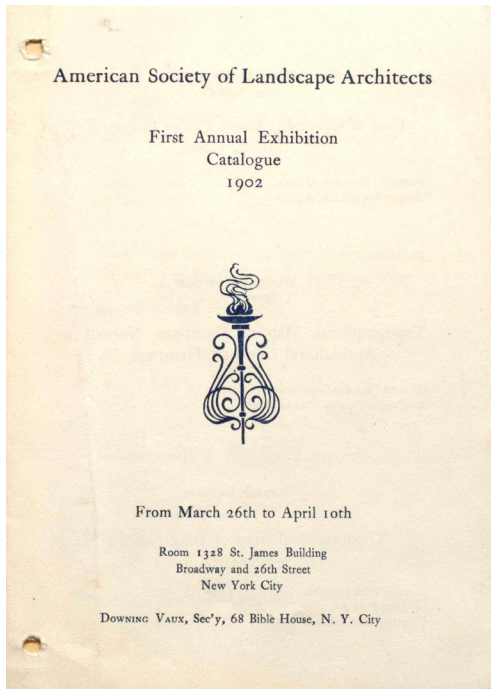 American Society of Landscape Architects
First Annual Exhibition
Catalogue
1902
From March 26th to April 10th
Room 1328 St. James Building
Broadway and 26th Street
New York City
Downing Vaux, Sec'y, 68 Bible House, N. Y. City